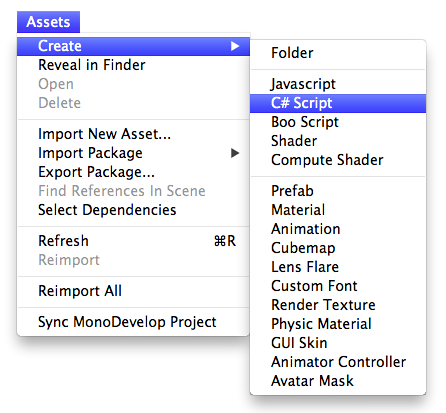 Assets
Create
Reveal in Finder
Open
Delete
Import New Asset...
Import Package
Export Package...
Find References In Scene
Select Dependencies
Refresh ⌘R
Reimport
Reimport All
Sync MonoDevelop Project
Folder
Javascript
C# Script
Boo Script
Shader
Compute Shader
Prefab
Material
Animation
Cubemap
Lens Flare
Custom Font
Render Texture
Physic Material
GUI Skin
Animator Controller
Avatar Mask